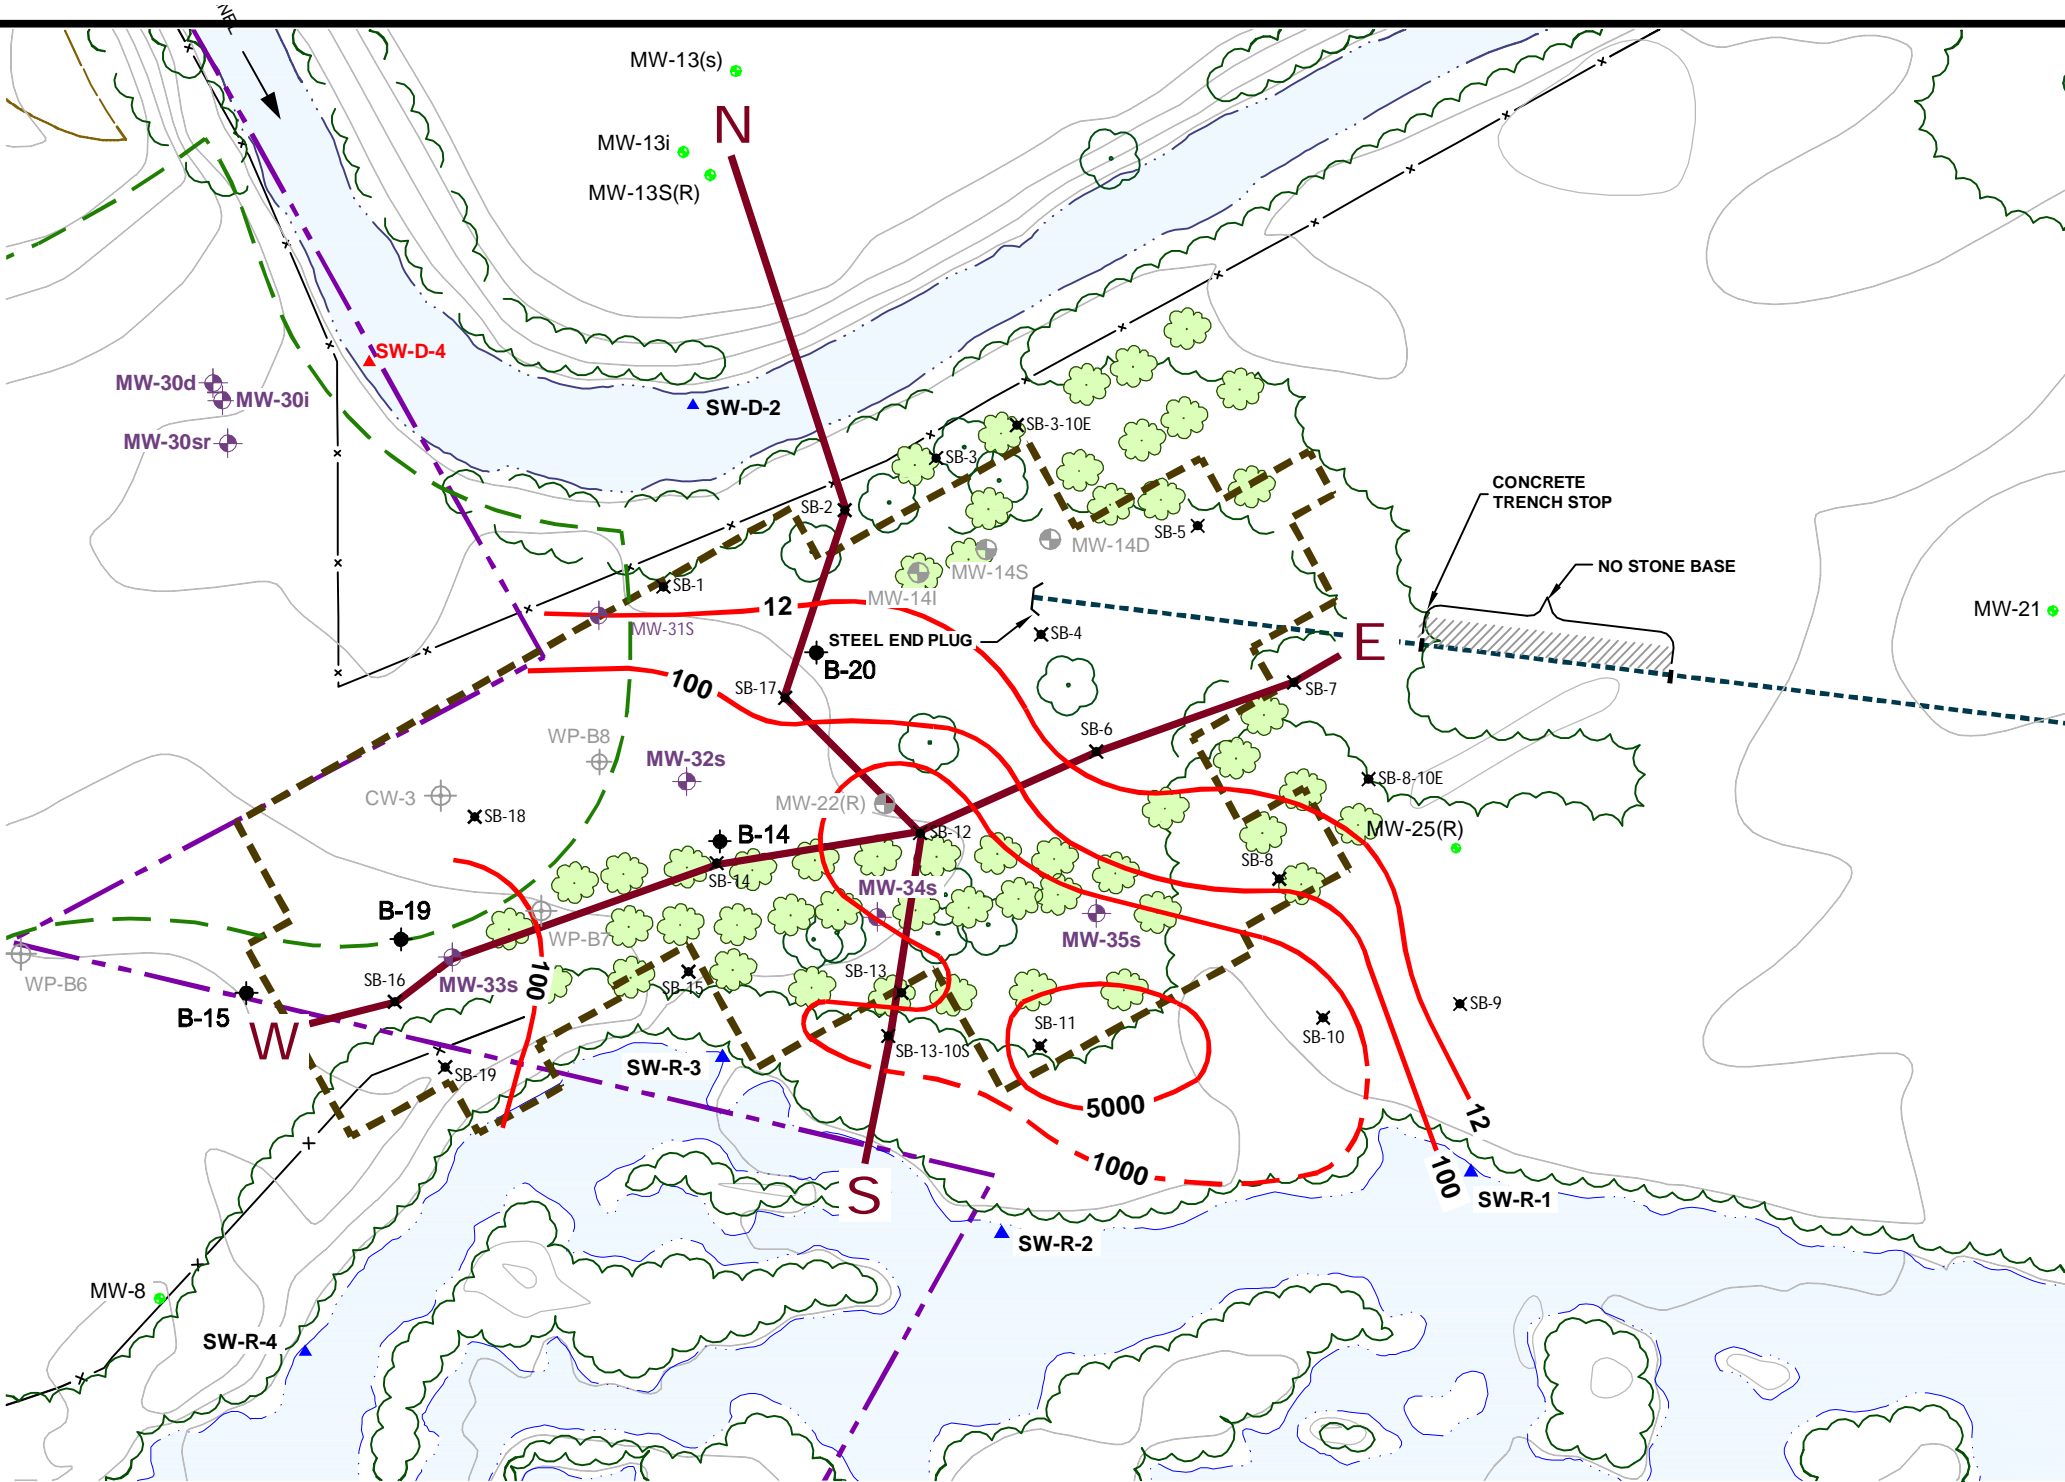 MW-13(s)
N
MW-13i
MW-13S(R)
SW-D-4
MW-30d
MW-30i
SW-D-2
MW-30sr
SB-3-10E
SB-3
CONCRETE
TRENCH STOP
SB-2
SB-5
MW-14D
NO STONE BASE
MW-14S
SB-1
MW-14I
12
MW-21
MW-31S
STEEL END PLUG
SB-4
E
B-20
100
SB-17
SB-7
SB-6
WP-B8
MW-32s
SB-8-10E
CW-3
MW-22(R)
SB-18
MW-25(R)
B-14
SB-12
SB-8
SB-14
MW-34s
B-19
WP-B7
MW-35s
WP-B6
SB-16
MW-33s
100
SB-15
SB-13
SB-9
B-15
W
SB-11
SB-10
SB-13-10S
SW-R-3
SB-19
5000
12
1000
100
S
SW-R-1
SW-R-2
MW-8
SW-R-4